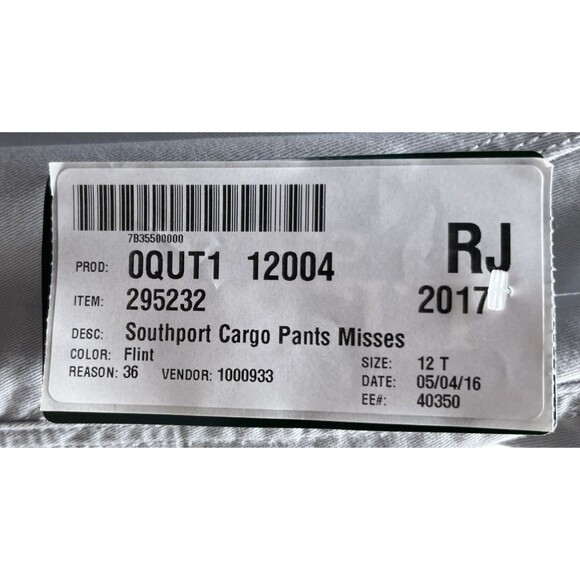 7B35500000
PROD: 0QUT1 12004 RJ
ITEM: 295232 2017
DESC: Southport Cargo Pants Misses
COLOR: Flint SIZE: 12 T
REASON: 36 VENDOR: 1000933 DATE: 05/04/16
EE#: 40350